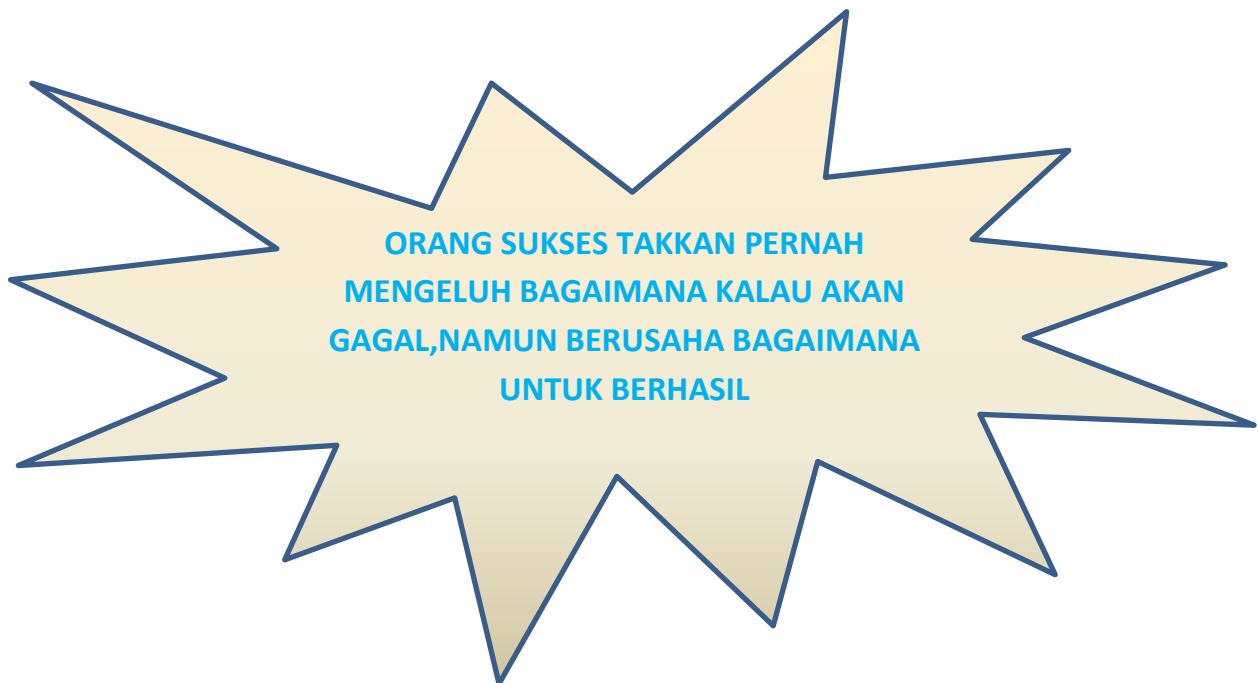 ORANG SUKSES TAKKAN PERNAH
MENGELUH BAGAIMANA KALAU AKAN
GAGAL,NAMUN BERUSAHA BAGAIMANA
UNTUK BERHASIL